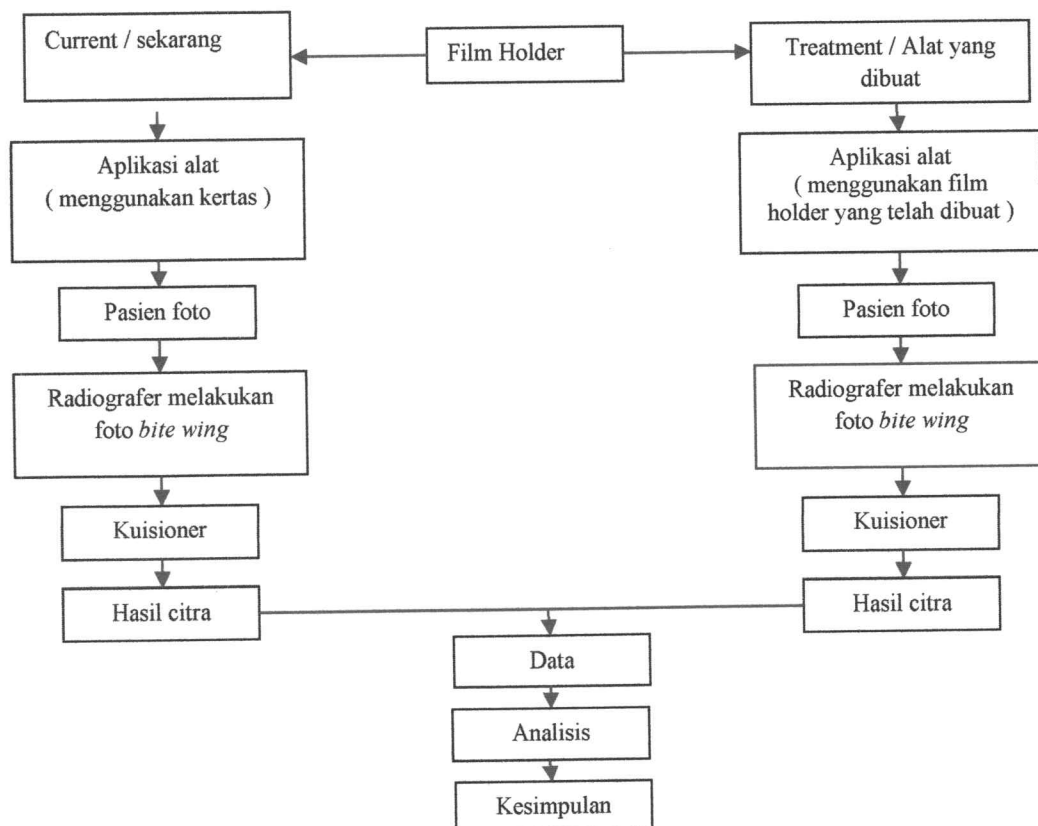 Current / sekarang
Film Holder
Treatment / Alat yang
dibuat
Aplikasi alat
( menggunakan kertas )
Aplikasi alat
( menggunakan film
holder yang telah dibuat )
Pasien foto
Pasien foto
Radiografer melakukan
foto bite wing
Radiografer melakukan
foto bite wing
Kuisioner
Kuisioner
Hasil citra
Hasil citra
Data
Analisis
Kesimpulan